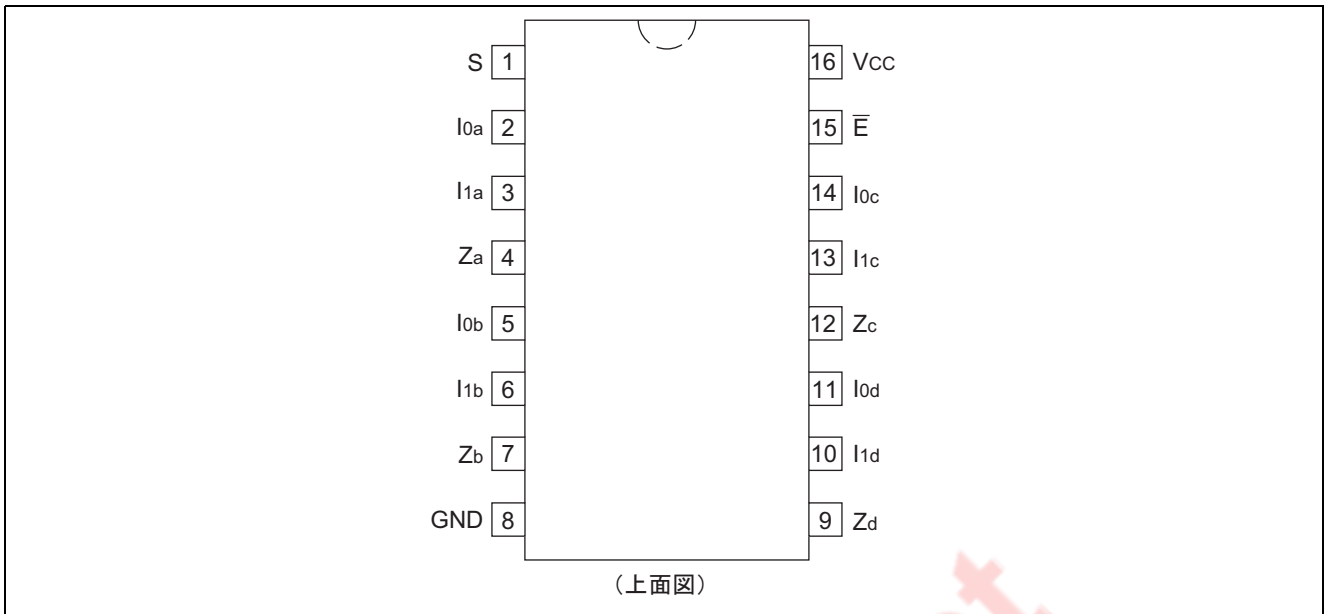 S 1 16 VCC
I0a 2 15 E̅
I1a 3 14 I0c
Za 4 13 I1c
I0b 5 12 Zc
I1b 6 11 I0d
Zb 7 10 I1d
GND 8 9 Zd
(上面図)